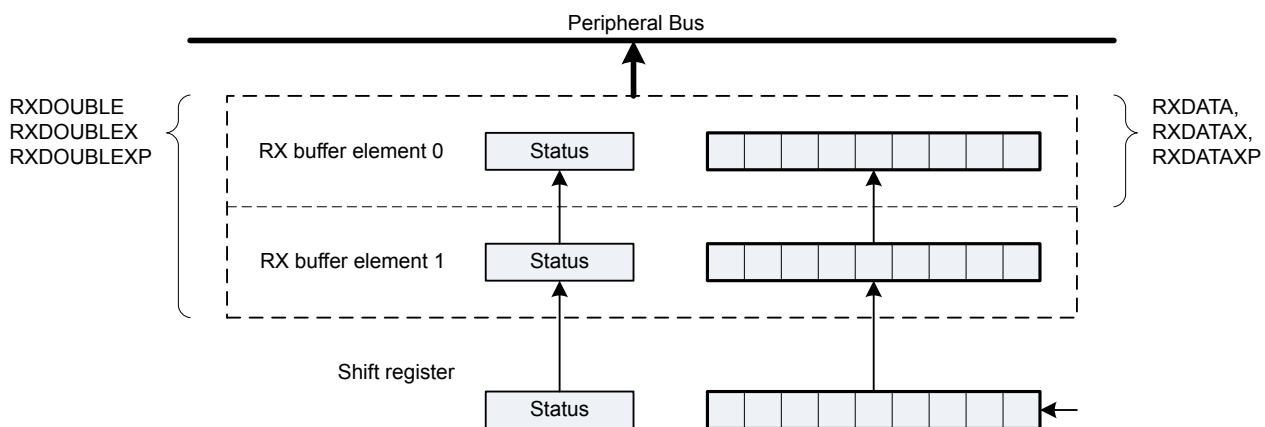 Peripheral Bus
RXDOUBLE
RXDOUBLEX
RXDOUBLEXP
RXDATA,
RXDATAX,
RXDATAXP
RX buffer element 0
Status
RX buffer element 1
Status
Shift register
Status